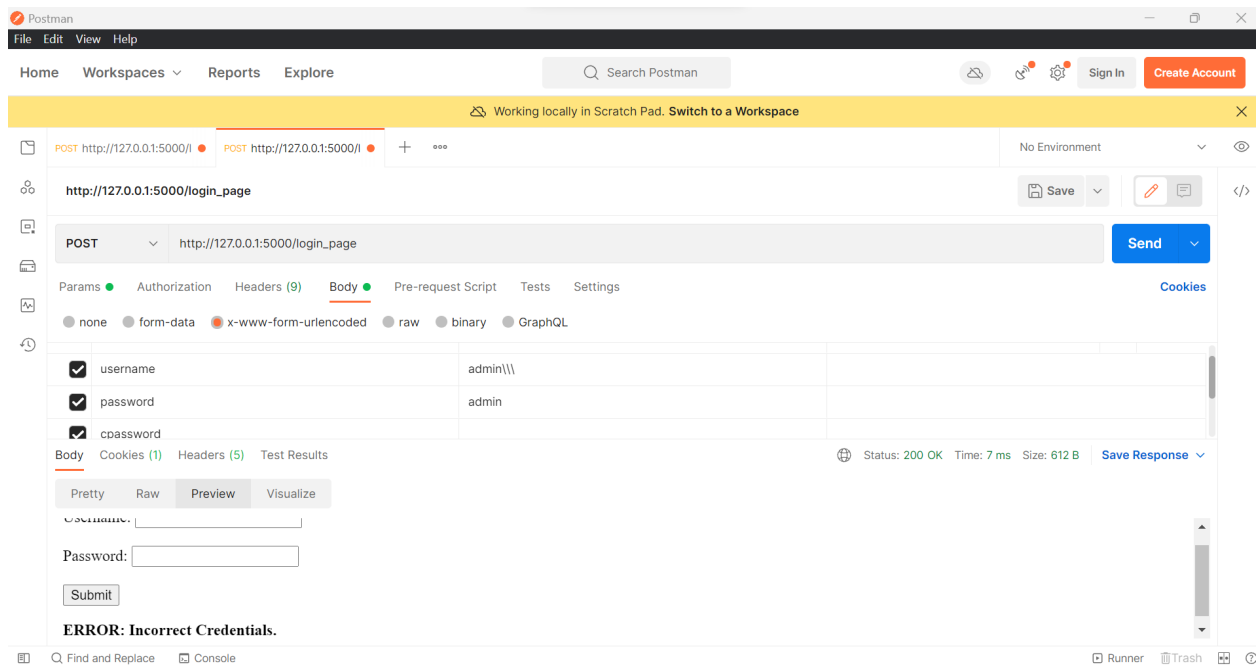 Postman
File Edit View Help
Home Workspaces Reports Explore Search Postman Sign In Create Account
Working locally in Scratch Pad. Switch to a Workspace
POST http://127.0.0.1:5000/l POST http://127.0.0.1:5000/l No Environment
http://127.0.0.1:5000/login_page Save
POST http://127.0.0.1:5000/login_page Send
Params Authorization Headers (9) Body Pre-request Script Tests Settings Cookies
none form-data x-www-form-urlencoded raw binary GraphQL
username admin\\\
password admin
cpassword
Body Cookies (1) Headers (5) Test Results Status: 200 OK Time: 7 ms Size: 612 B Save Response
Pretty Raw Preview Visualize
Username:
Password:
Submit
ERROR: Incorrect Credentials.
Find and Replace Console Runner Trash